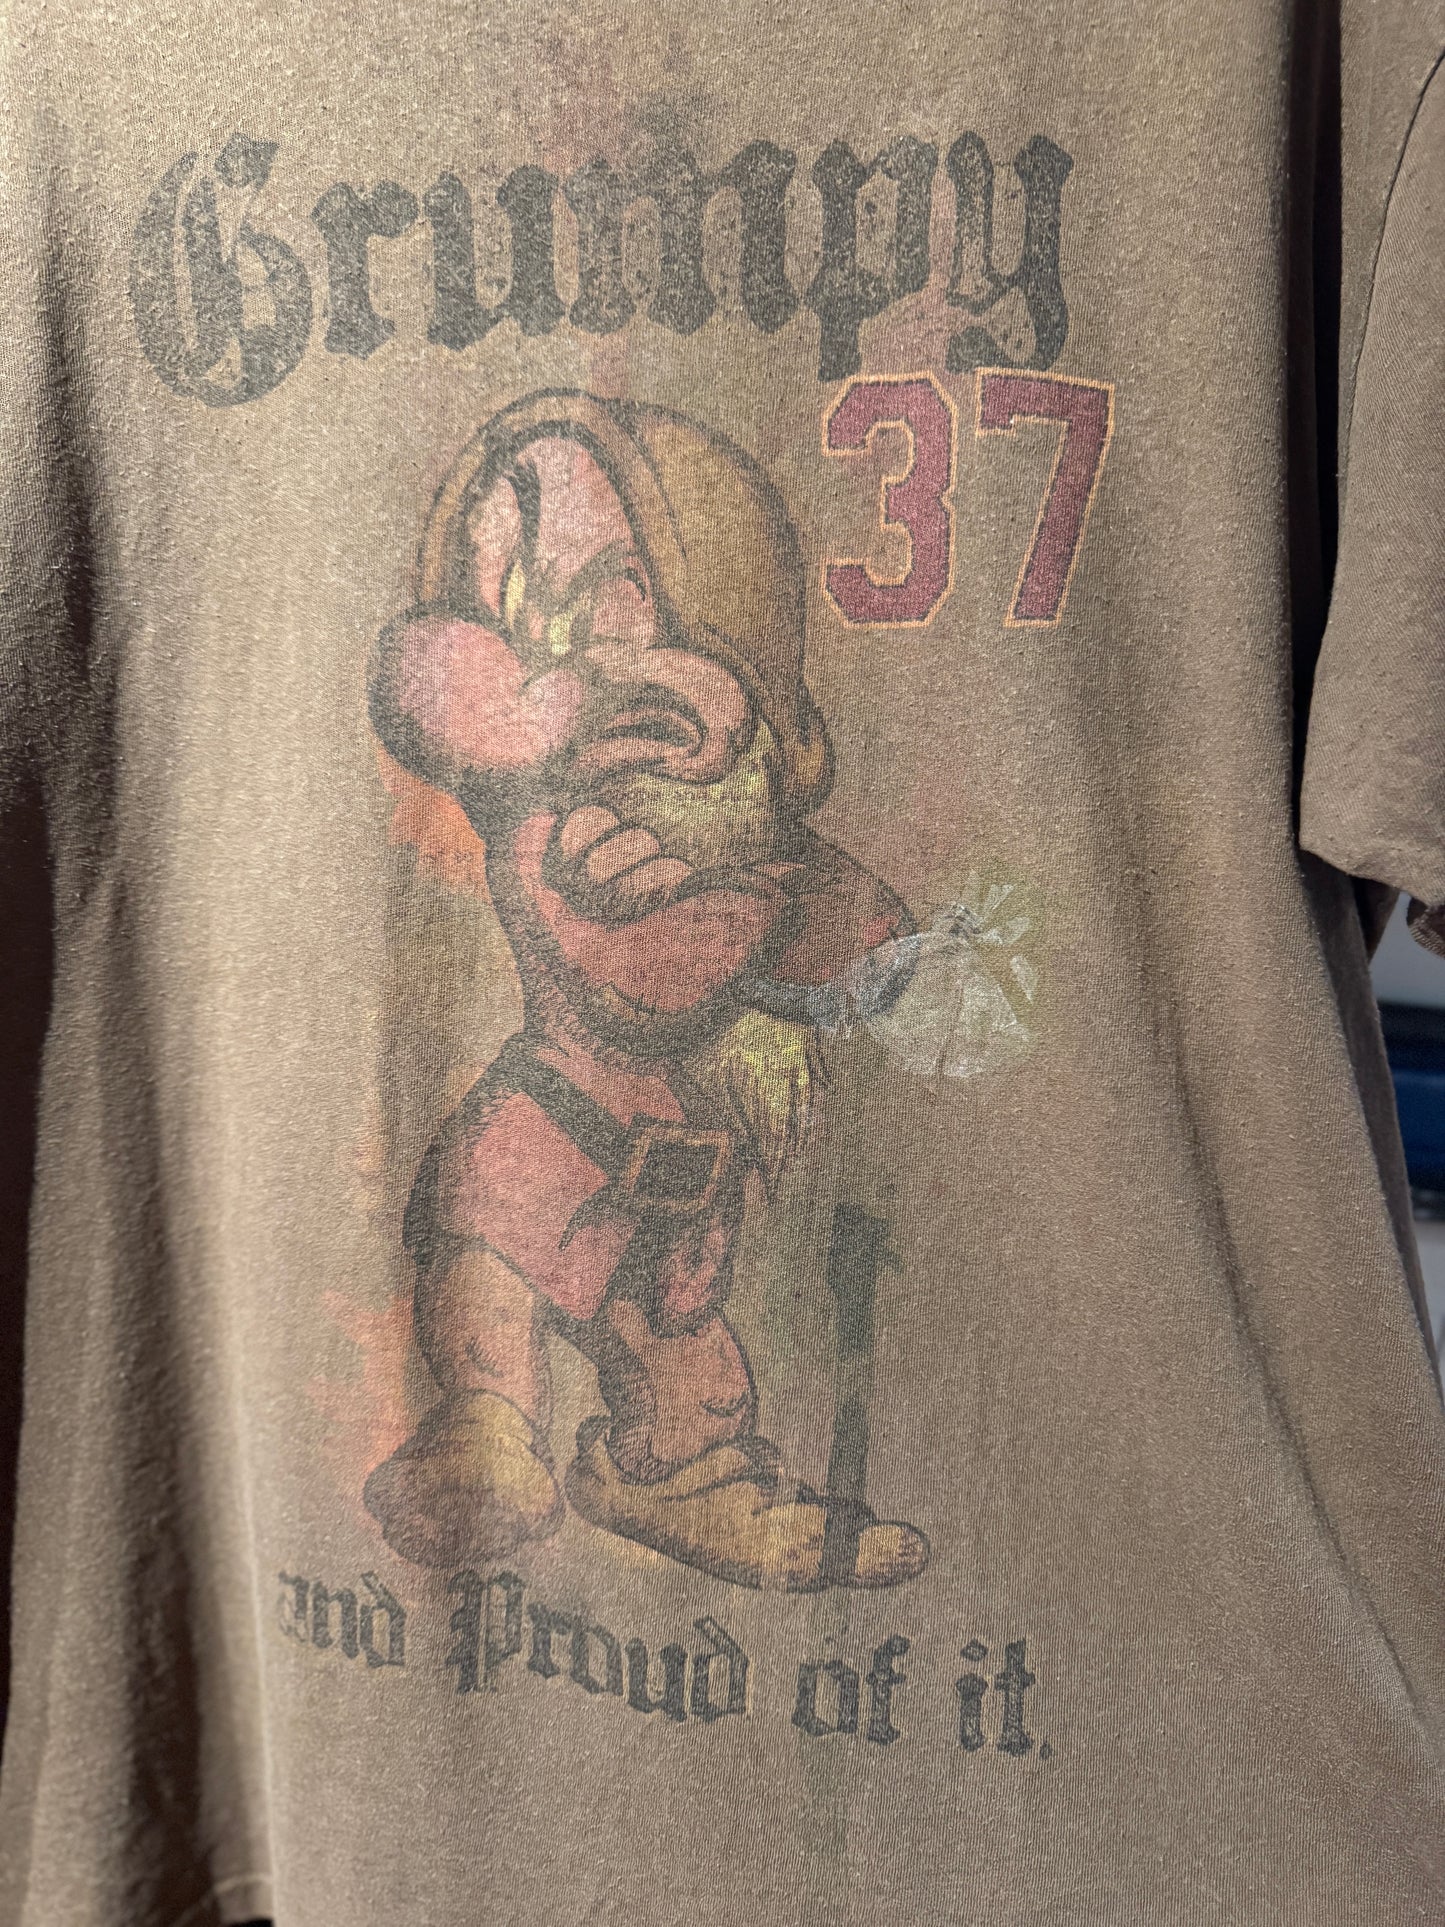 Grumpy
37
and Proud of it.